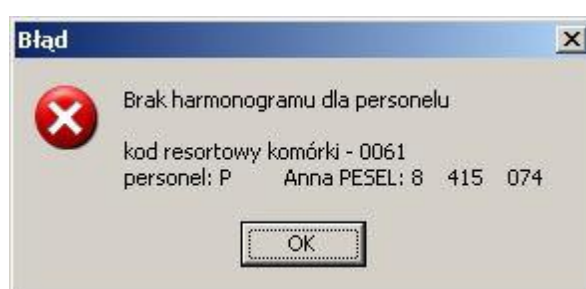 Błąd
Brak harmonogramu dla personelu
kod resortowy komórki - 0061
personel: P Anna PESEL: 8 415 074
OK